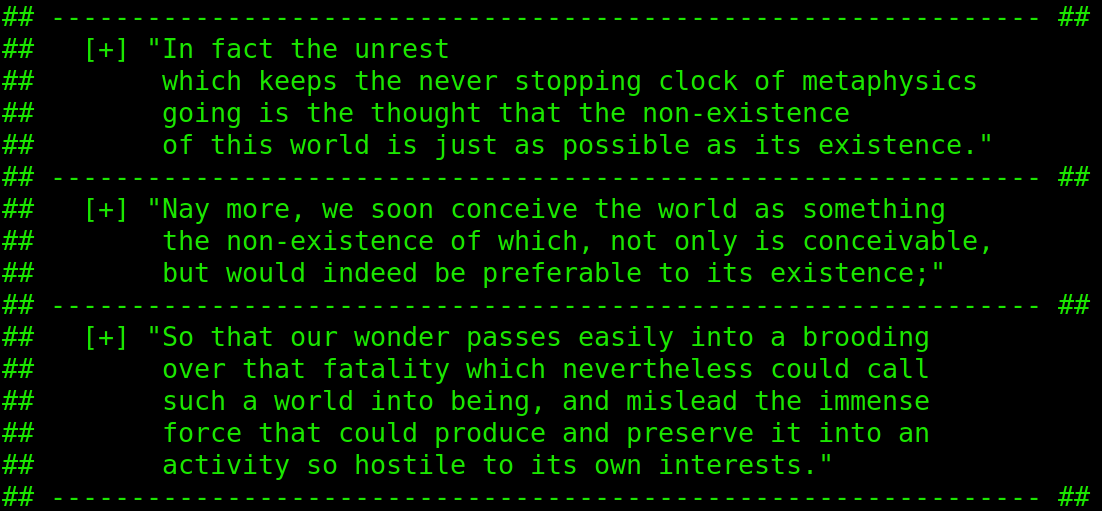 ## -------------------------------------------------------------- ##
##   [+] "In fact the unrest
##        which keeps the never stopping clock of metaphysics
##        going is the thought that the non-existence
##        of this world is just as possible as its existence."
## -------------------------------------------------------------- ##
##   [+] "Nay more, we soon conceive the world as something
##        the non-existence of which, not only is conceivable,
##        but would indeed be preferable to its existence;"
## -------------------------------------------------------------- ##
##   [+] "So that our wonder passes easily into a brooding
##        over that fatality which nevertheless could call
##        such a world into being, and mislead the immense
##        force that could produce and preserve it into an
##        activity so hostile to its own interests."
## -------------------------------------------------------------- ##